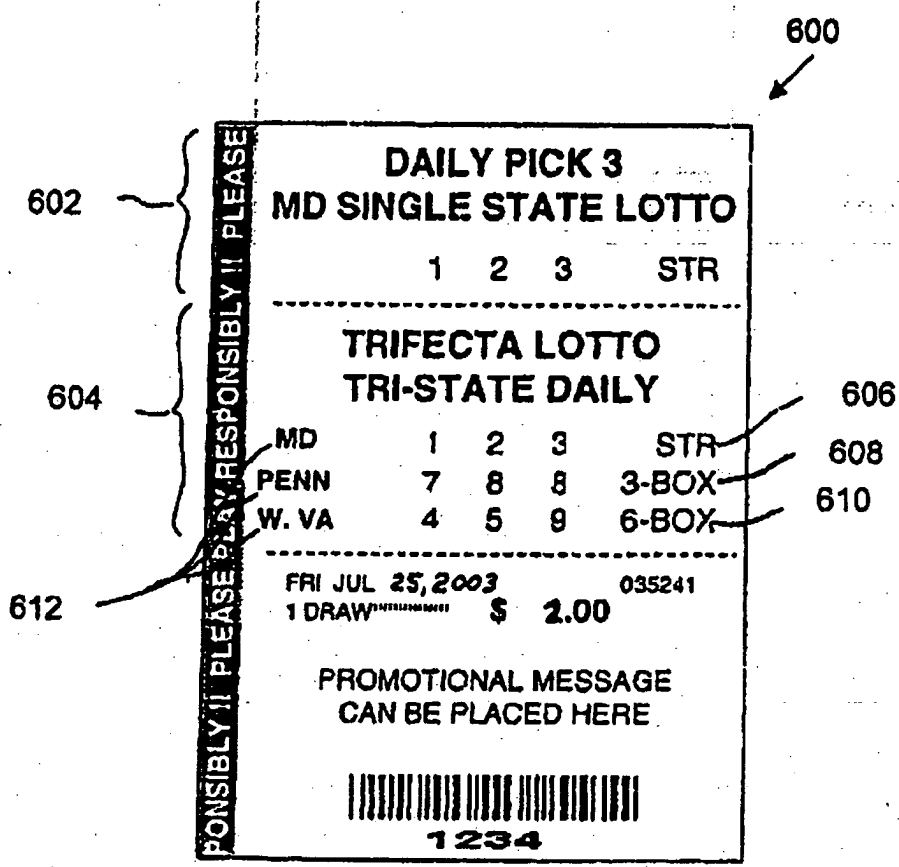 600
DAILY PICK 3
MD SINGLE STATE LOTTO
602
1 2 3 STR
TRIFECTA LOTTO
TRI-STATE DAILY
604
606
MD 1 2 3 STR
608
PENN 7 8 8 3-BOX
610
W. VA 4 5 9 6-BOX
612
FRI JUL 25, 2003 035241
1 DRAW $ 2.00
PROMOTIONAL MESSAGE
CAN BE PLACED HERE
1234
PONSIBLY !! PLEASE PLAY RESPONSIBLY !! PLEASE